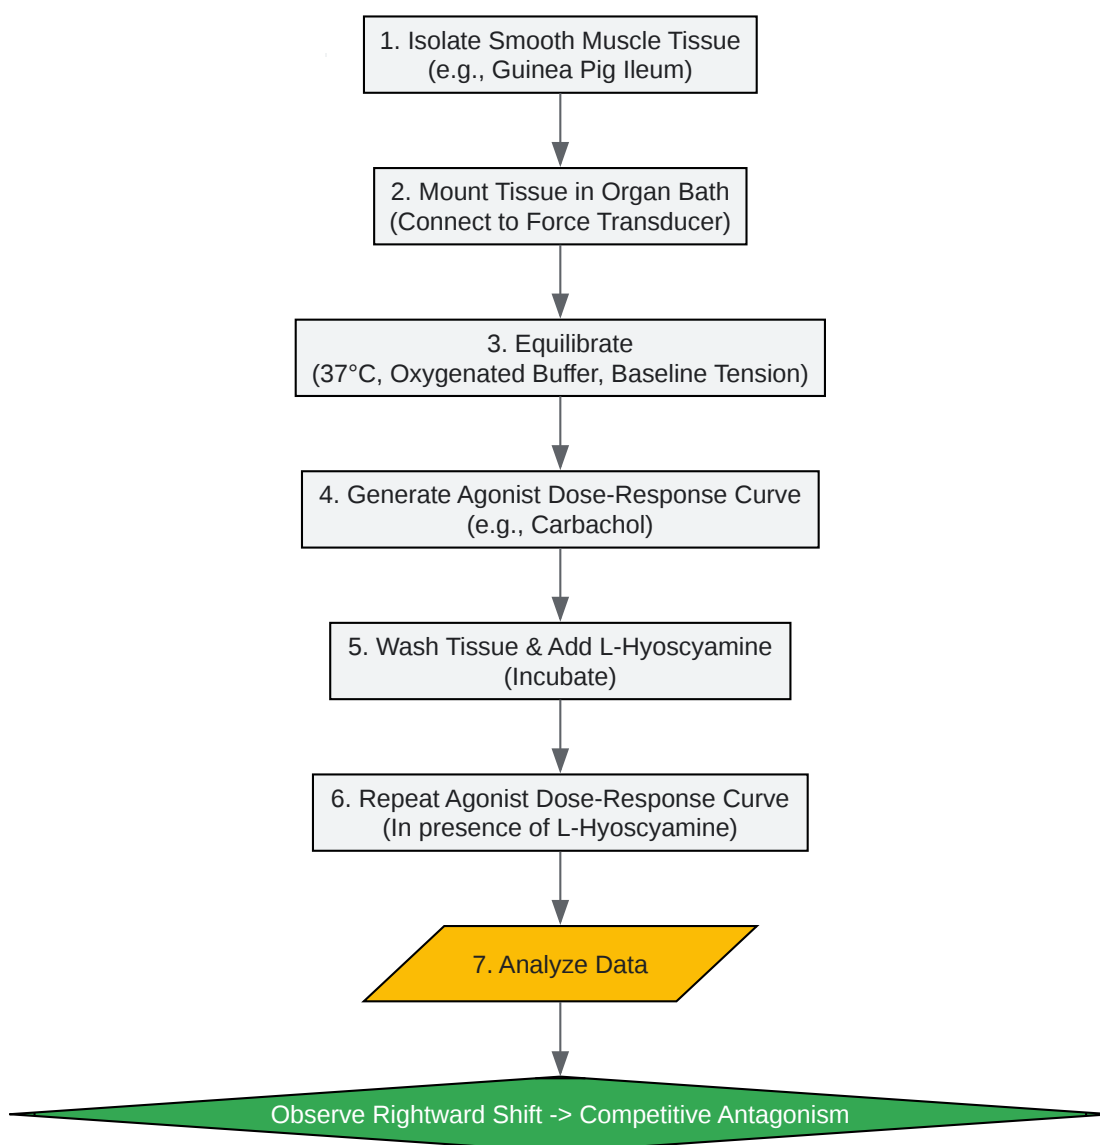 1. Isolate Smooth Muscle Tissue
(e.g., Guinea Pig Ileum)
2. Mount Tissue in Organ Bath
(Connect to Force Transducer)
3. Equilibrate
(37°C, Oxygenated Buffer, Baseline Tension)
4. Generate Agonist Dose-Response Curve
(e.g., Carbachol)
5. Wash Tissue & Add L-Hyoscyamine
(Incubate)
6. Repeat Agonist Dose-Response Curve
(In presence of L-Hyoscyamine)
7. Analyze Data
Observe Rightward Shift -> Competitive Antagonism